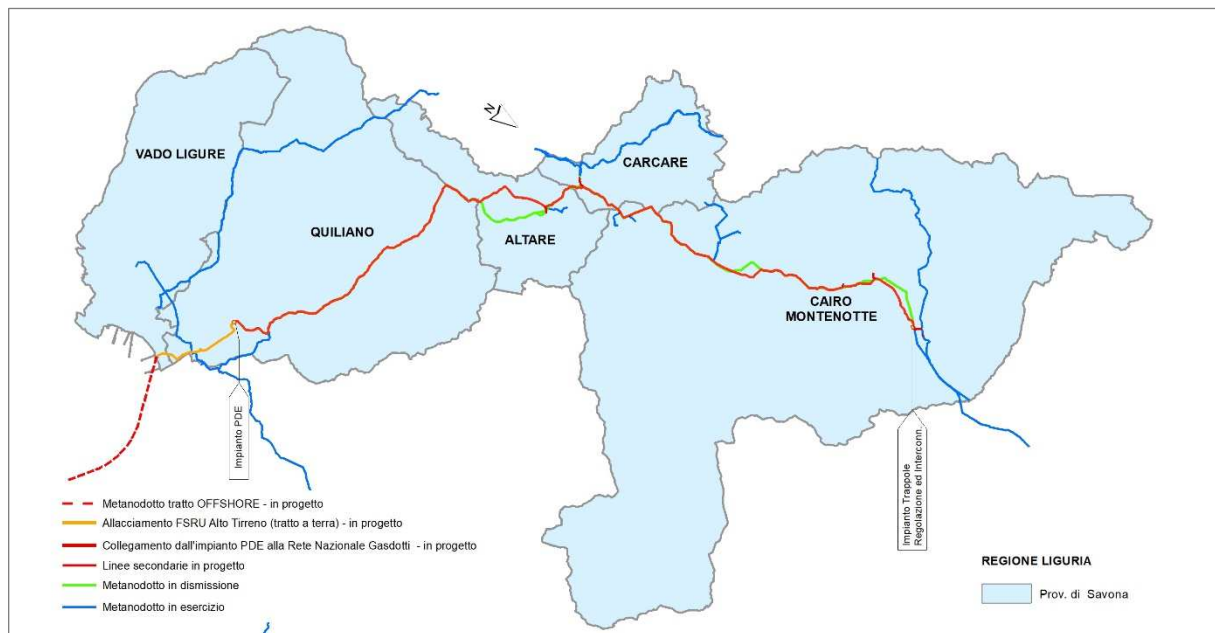 N
VADO LIGURE
CARCARE
QUILIANO
ALTARE
CAIRO
MONTENOTTE
Impianto PDE
Impianto Trappole
Regolazione ed Interconn.
Metanodotto tratto OFFSHORE - in progetto
Allacciamento FSRU Alto Tirreno (tratto a terra) - in progetto
Collegamento dall'impianto PDE alla Rete Nazionale Gasdotti - in progetto
Linee secondarie in progetto
Metanodotto in dismissione
Metanodotto in esercizio
REGIONE LIGURIA
Prov. di Savona